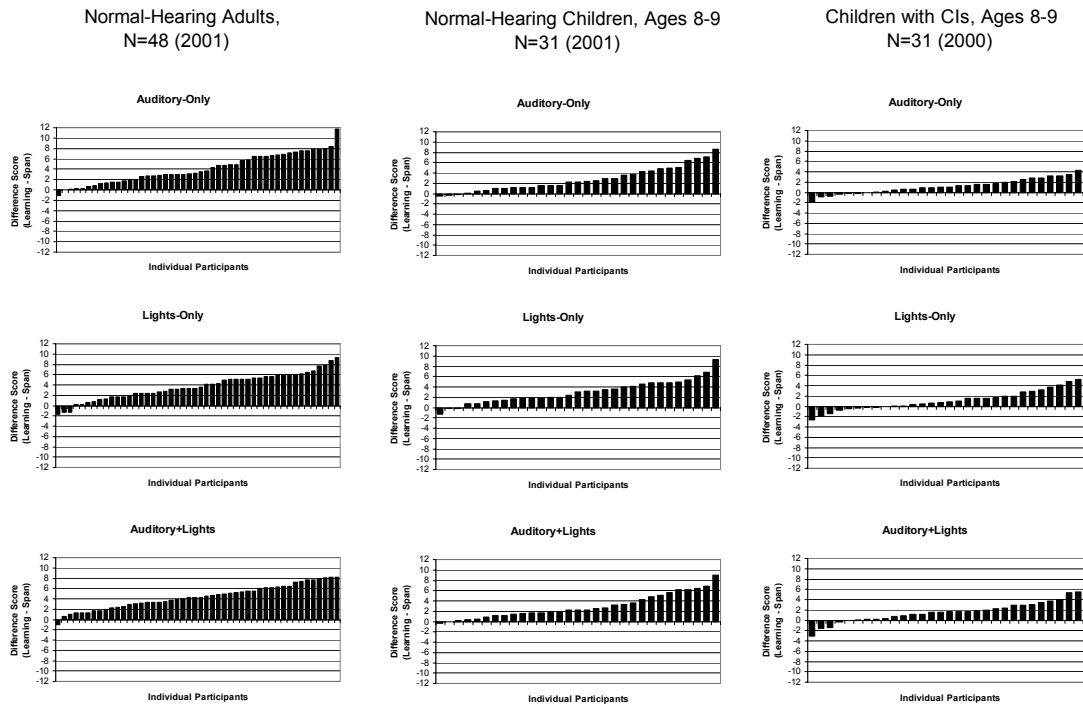 Normal-Hearing Adults,
N=48 (2001)
Normal-Hearing Children, Ages 8-9
N=31 (2001)
Children with CIs, Ages 8-9
N=31 (2000)
Auditory-Only
Difference Score
(Learning - Span)
12
10
8
6
4
2
0
-2
-4
-6
-8
-10
-12
Individual Participants
Auditory-Only
Difference Score
(Learning - Span)
12
10
8
6
4
2
0
-2
-4
-6
-8
-10
-12
Individual Participants
Auditory-Only
Difference Score
(Learning - Span)
12
10
8
6
4
2
0
-2
-4
-6
-8
-10
-12
Individual Participants
Lights-Only
Difference Score
(Learning - Span)
12
10
8
6
4
2
0
-2
-4
-6
-8
-10
-12
Individual Participants
Lights-Only
Difference Score
(Learning - Span)
12
10
8
6
4
2
0
-2
-4
-6
-8
-10
-12
Individual Participants
Lights-Only
Difference Score
(Learning - Span)
12
10
8
6
4
2
0
-2
-4
-6
-8
-10
-12
Individual Participants
Auditory+Lights
Difference Score
(Learning - Span)
12
10
8
6
4
2
0
-2
-4
-6
-8
-10
-12
Individual Participants
Auditory+Lights
Difference Score
(Learning - Span)
12
10
8
6
4
2
0
-2
-4
-6
-8
-10
-12
Individual Participants
Auditory+Lights
Difference Score
(Learning - Span)
12
10
8
6
4
2
0
-2
-4
-6
-8
-10
-12
Individual Participants